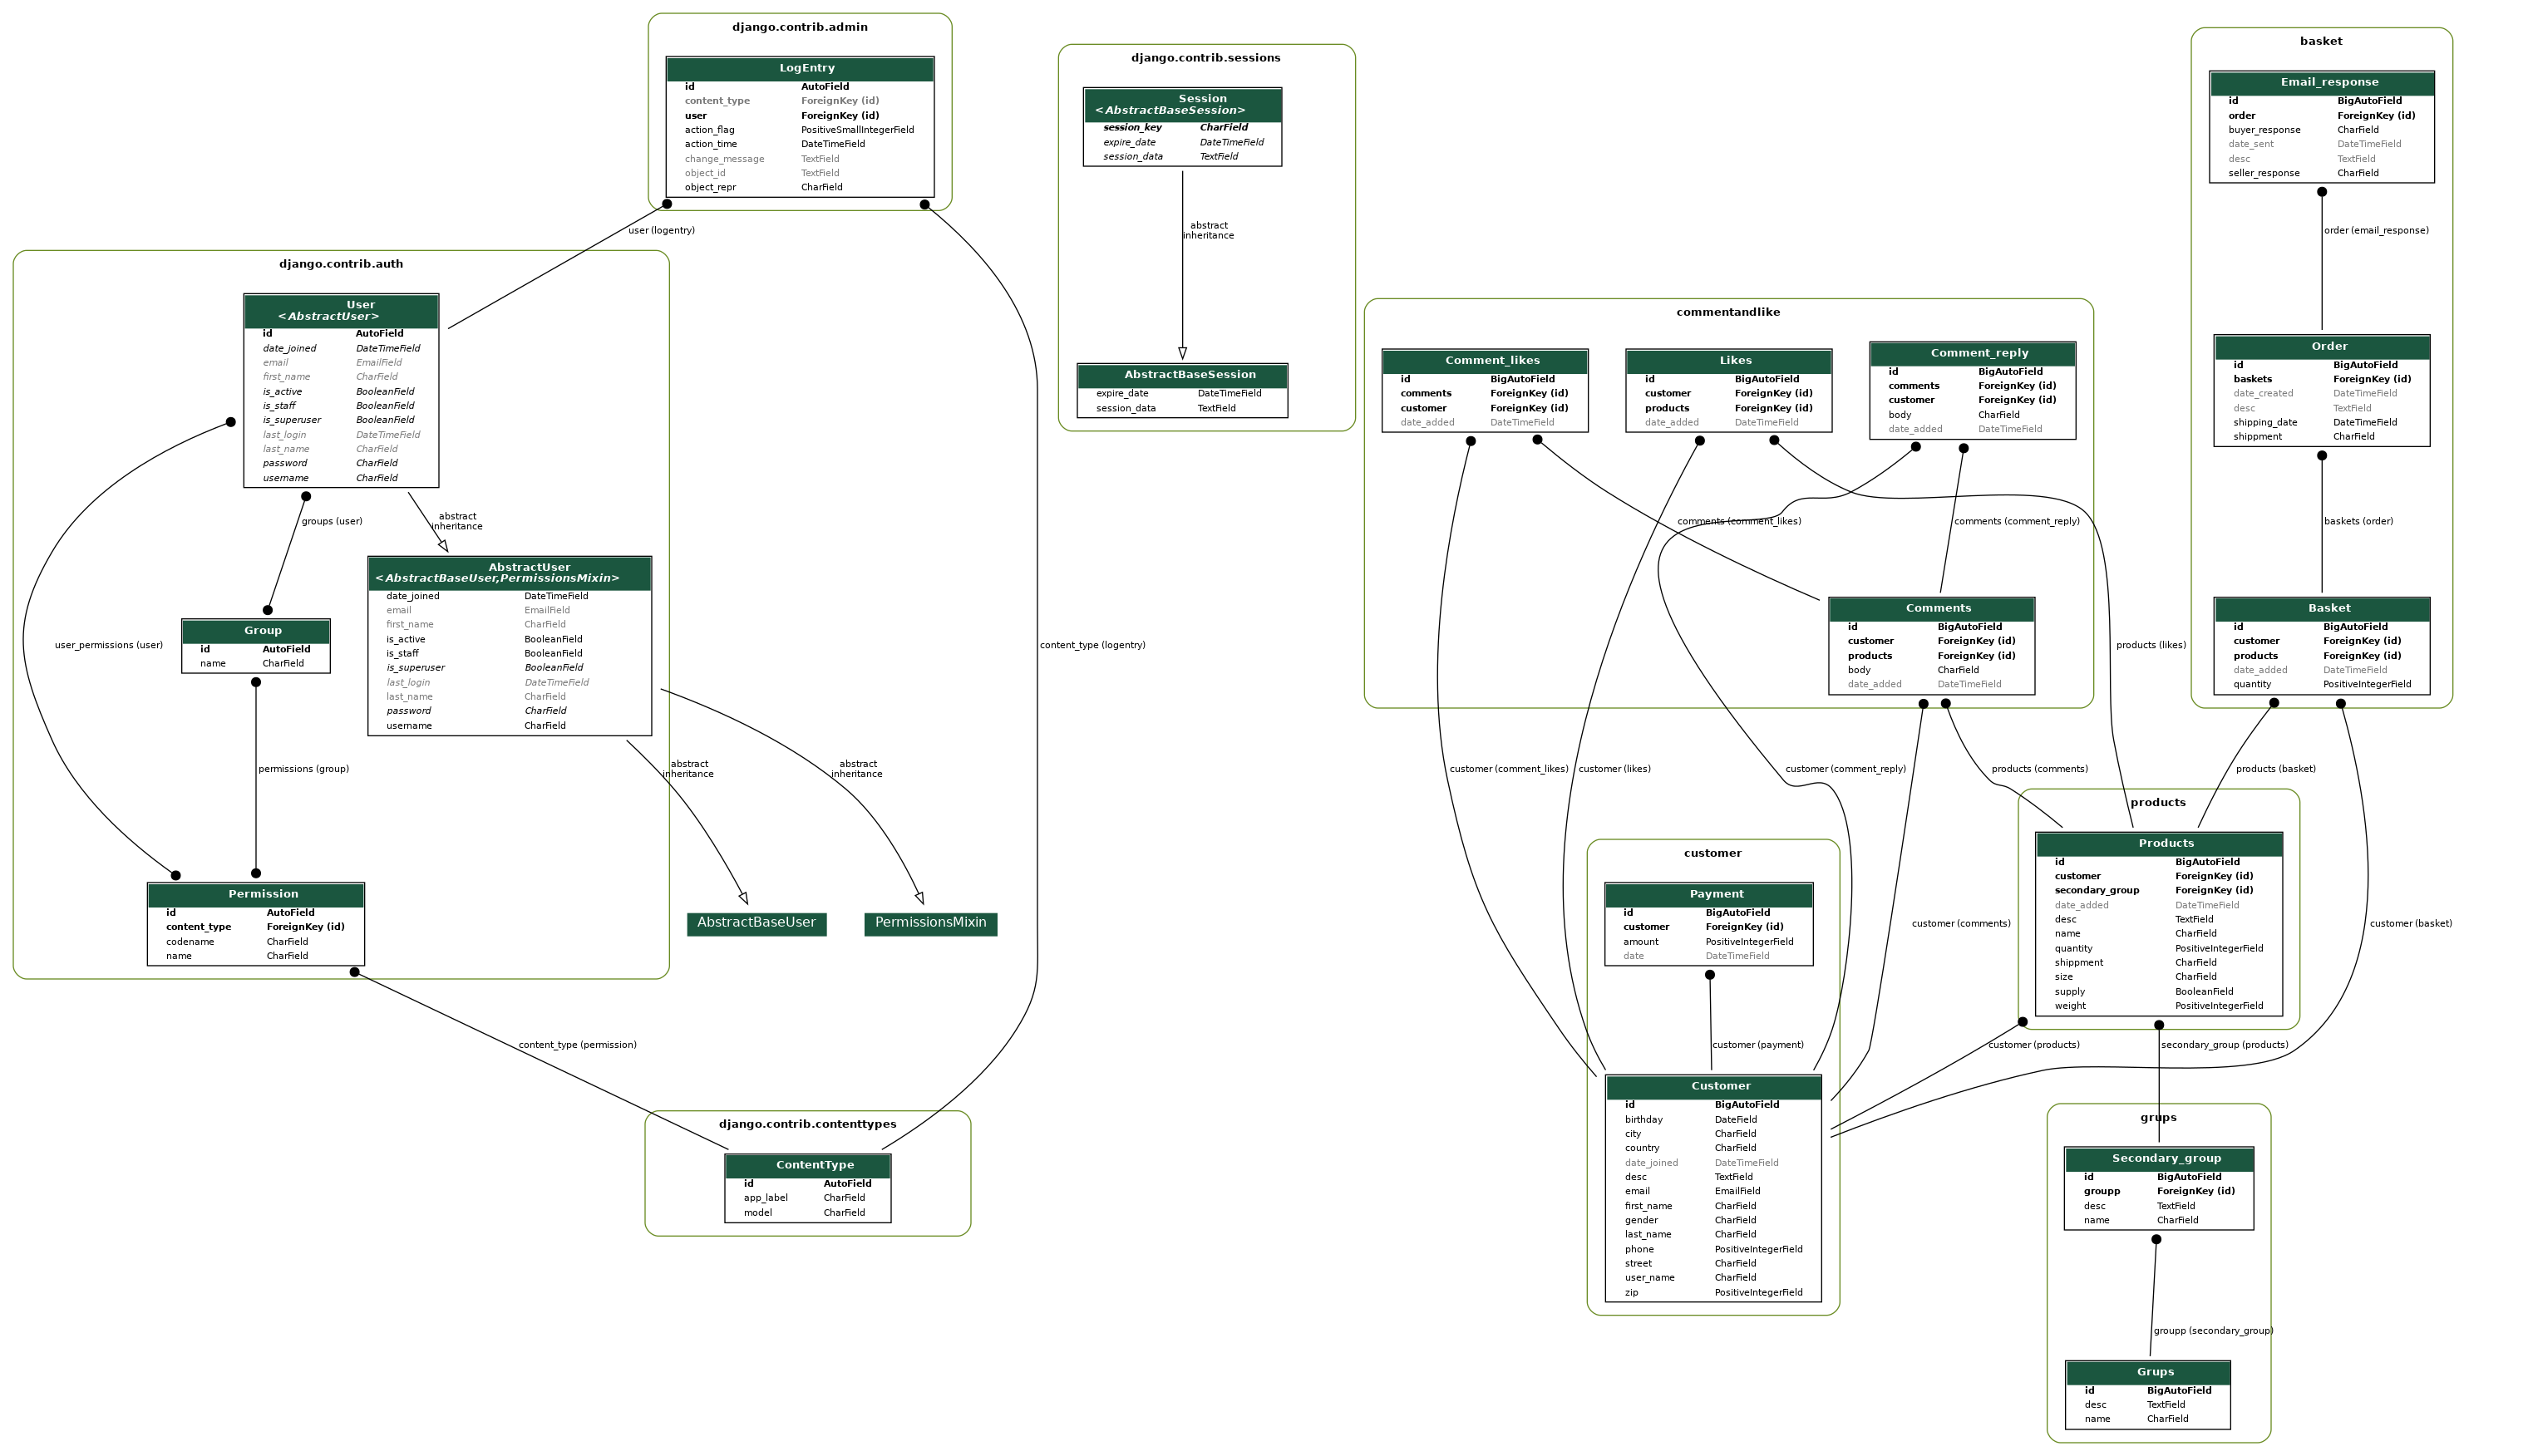 django.contrib.admin
LogEntry
id AutoField
content_type ForeignKey (id)
user ForeignKey (id)
action_flag PositiveSmallIntegerField
action_time DateTimeField
change_message TextField
object_id TextField
object_repr CharField
user (logentry)
content_type (logentry)
django.contrib.auth
User
<AbstractUser>
id AutoField
date_joined DateTimeField
email EmailField
first_name CharField
is_active BooleanField
is_staff BooleanField
is_superuser BooleanField
last_login DateTimeField
last_name CharField
password CharField
username CharField
groups (user)
abstract
inheritance
user_permissions (user)
Group
id AutoField
name CharField
permissions (group)
AbstractUser
<AbstractBaseUser,PermissionsMixin>
date_joined DateTimeField
email EmailField
first_name CharField
is_active BooleanField
is_staff BooleanField
is_superuser BooleanField
last_login DateTimeField
last_name CharField
password CharField
username CharField
abstract
inheritance
abstract
inheritance
Permission
id AutoField
content_type ForeignKey (id)
codename CharField
name CharField
AbstractBaseUser
PermissionsMixin
content_type (permission)
django.contrib.contenttypes
ContentType
id AutoField
app_label CharField
model CharField
django.contrib.sessions
Session
<AbstractBaseSession>
session_key CharField
expire_date DateTimeField
session_data TextField
abstract
inheritance
AbstractBaseSession
expire_date DateTimeField
session_data TextField
commentandlike
Comment_likes
id BigAutoField
comments ForeignKey (id)
customer ForeignKey (id)
date_added DateTimeField
Likes
id BigAutoField
customer ForeignKey (id)
products ForeignKey (id)
date_added DateTimeField
Comment_reply
id BigAutoField
comments ForeignKey (id)
customer ForeignKey (id)
body CharField
date_added DateTimeField
comments (comment_likes)
comments (comment_reply)
Comments
id BigAutoField
customer ForeignKey (id)
products ForeignKey (id)
body CharField
date_added DateTimeField
products (likes)
customer (comment_likes)
customer (likes)
customer (comment_reply)
products (comments)
products (basket)
customer (comments)
customer (basket)
basket
Email_response
id BigAutoField
order ForeignKey (id)
buyer_response CharField
date_sent DateTimeField
desc TextField
seller_response CharField
order (email_response)
Order
id BigAutoField
baskets ForeignKey (id)
date_created DateTimeField
desc TextField
shipping_date DateTimeField
shippment CharField
baskets (order)
Basket
id BigAutoField
customer ForeignKey (id)
products ForeignKey (id)
date_added DateTimeField
quantity PositiveIntegerField
customer
Payment
id BigAutoField
customer ForeignKey (id)
amount PositiveIntegerField
date DateTimeField
customer (payment)
Customer
id BigAutoField
birthday DateField
city CharField
country CharField
date_joined DateTimeField
desc TextField
email EmailField
first_name CharField
gender CharField
last_name CharField
phone PositiveIntegerField
street CharField
user_name CharField
zip PositiveIntegerField
products
Products
id BigAutoField
customer ForeignKey (id)
secondary_group ForeignKey (id)
date_added DateTimeField
desc TextField
name CharField
quantity PositiveIntegerField
shippment CharField
size CharField
supply BooleanField
weight PositiveIntegerField
customer (products)
secondary_group (products)
grups
Secondary_group
id BigAutoField
groupp ForeignKey (id)
desc TextField
name CharField
groupp (secondary_group)
Grups
id BigAutoField
desc TextField
name CharField